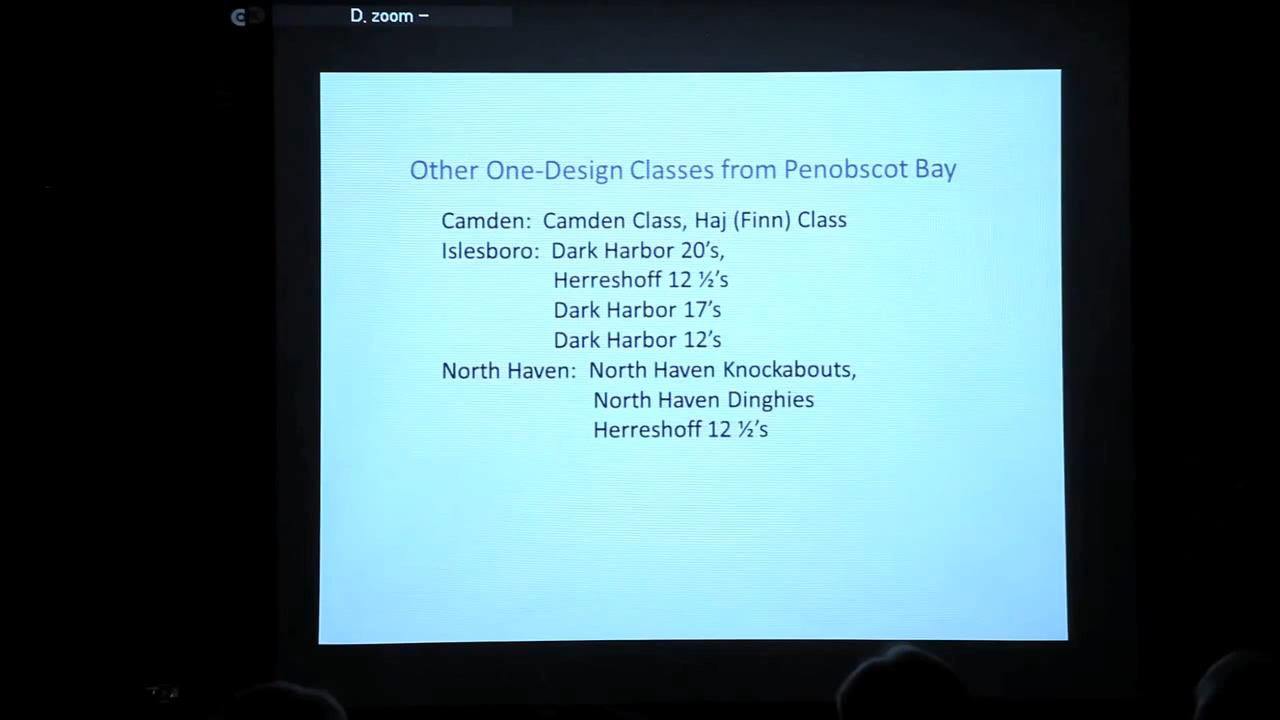 D. zoom −
Other One-Design Classes from Penobscot Bay
Camden: Camden Class, Haj (Finn) Class
Islesboro: Dark Harbor 20’s,
Herreshoff 12 ½’s
Dark Harbor 17’s
Dark Harbor 12’s
North Haven: North Haven Knockabouts,
North Haven Dinghies
Herreshoff 12 ½’s